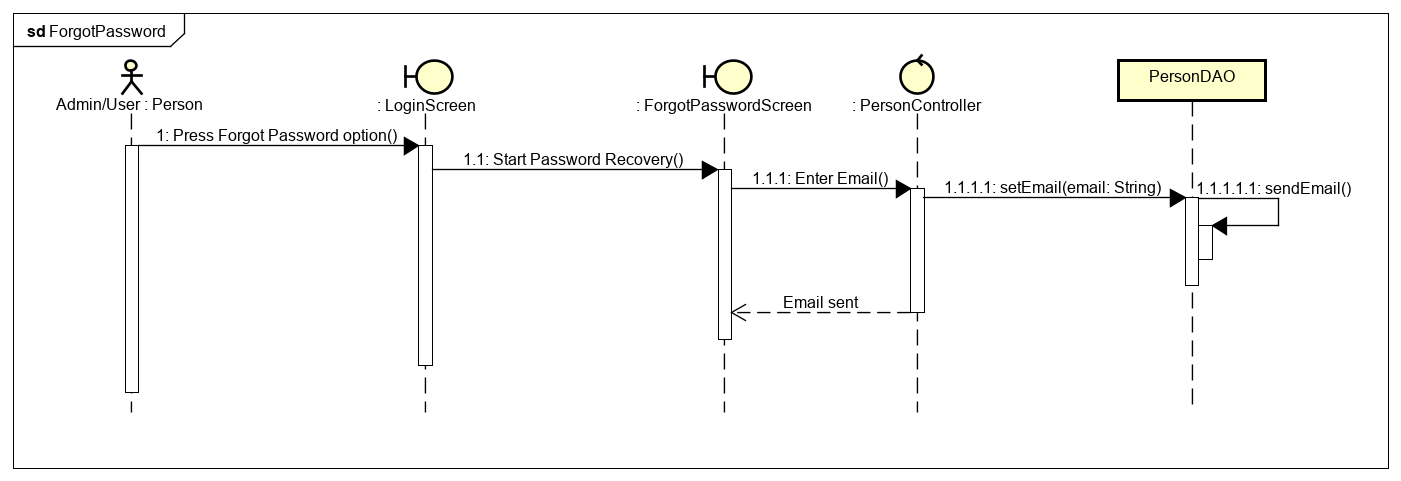 sd ForgotPassword
Admin/User : Person
: LoginScreen
: ForgotPasswordScreen
: PersonController
PersonDAO
1: Press Forgot Password option()
1.1: Start Password Recovery()
1.1.1: Enter Email()
1.1.1.1: setEmail(email: String)
1.1.1.1.1: sendEmail()
Email sent